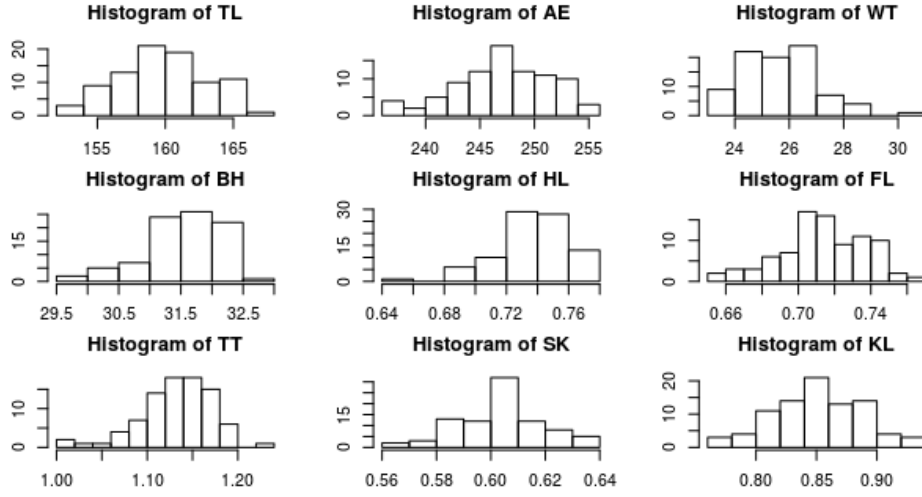 Histogram of TL
0 10 20
155 160 165
Histogram of AE
0 10
240 245 250 255
Histogram of WT
0 10
24 26 28 30
Histogram of BH
0 15
29.5 30.5 31.5 32.5
Histogram of HL
0 15 30
0.64 0.68 0.72 0.76
Histogram of FL
0 10
0.66 0.70 0.74
Histogram of TT
0 10
1.00 1.10 1.20
Histogram of SK
0 15
0.56 0.58 0.60 0.62 0.64
Histogram of KL
0 10 20
0.80 0.85 0.90